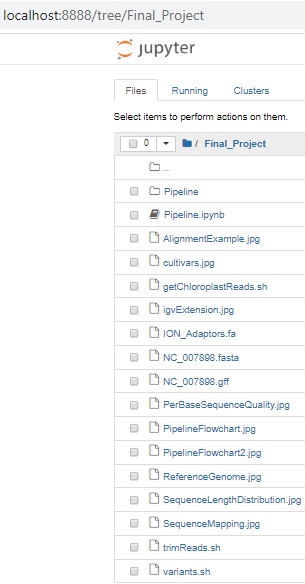 localhost:8888/tree/Final_Project
jupyter
Files Running Clusters
Select items to perform actions on them.
0 / Final_Project
..
Pipeline
Pipeline.ipynb
AlignmentExample.jpg
cultivars.jpg
getChloroplastReads.sh
igvExtension.jpg
ION_Adaptors.fa
NC_007898.fasta
NC_007898.gff
PerBaseSequenceQuality.jpg
PipelineFlowchart.jpg
PipelineFlowchart2.jpg
ReferenceGenome.jpg
SequenceLengthDistribution.jpg
SequenceMapping.jpg
trimReads.sh
variants.sh